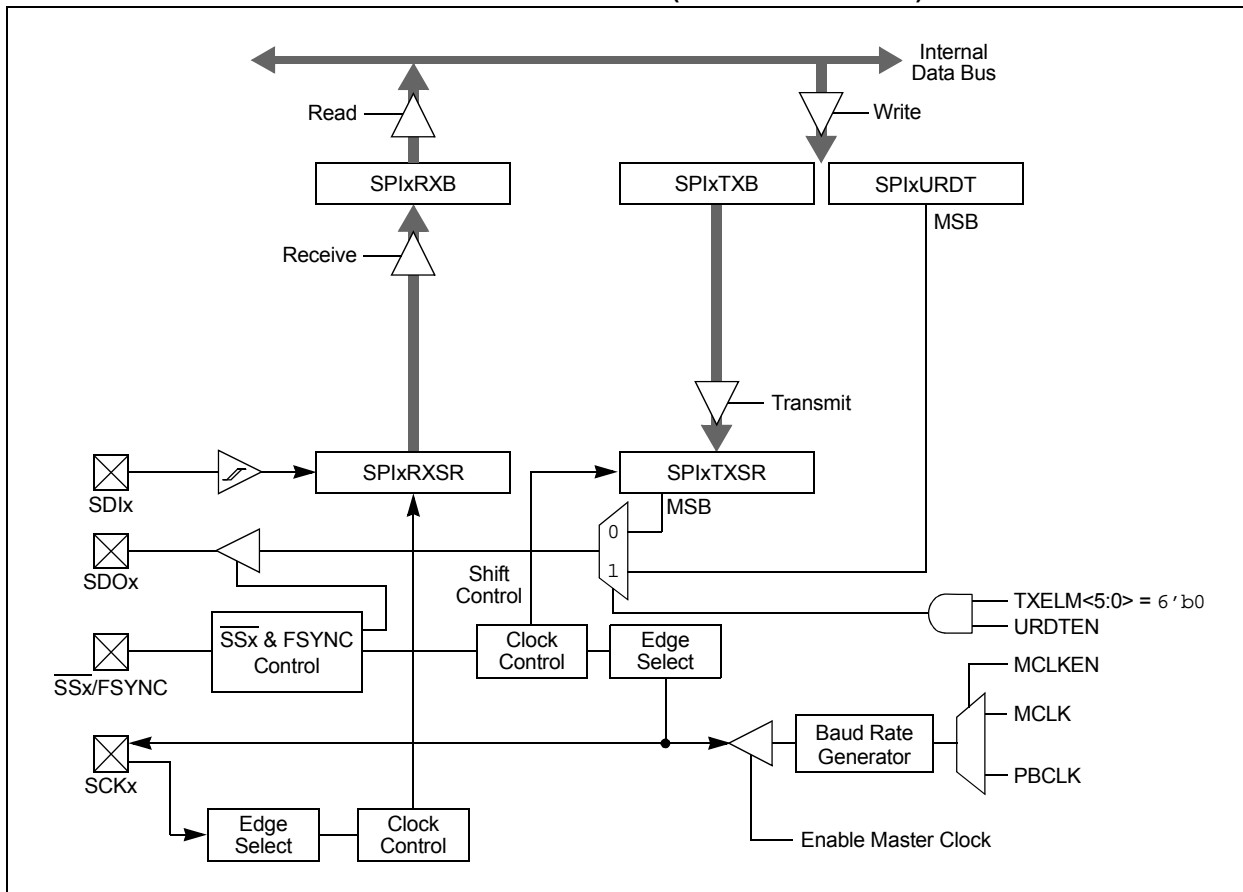 Internal
Data Bus
Read
Write
SPIxRXB
SPIxTXB
SPIxURDT
MSB
Receive
Transmit
SPIxRXSR
SPIxTXSR
SDIx
MSB
0
SDOx
Shift
Control
1
TXELM<5:0> = 6'b0
URDTEN
SSx & FSYNC
Control
Clock
Control
Edge
Select
SSx/FSYNC
MCLKEN
MCLK
Baud Rate
Generator
PBCLK
SCKx
Edge
Select
Clock
Control
Enable Master Clock